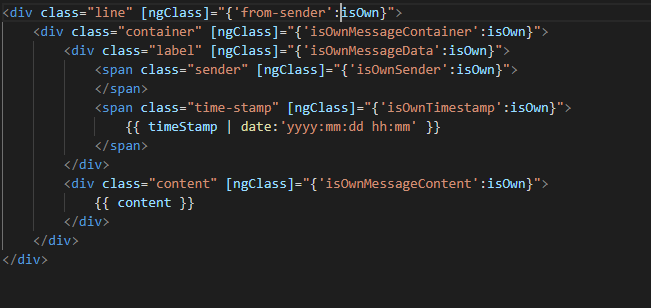 <div class="line" [ngClass]="{'from-sender':isOwn}">
<div class="container" [ngClass]="{'isOwnMessageContainer':isOwn}">
<div class="label" [ngClass]="{'isOwnMessageData':isOwn}">
<span class="sender" [ngClass]="{'isOwnSender':isOwn}">
</span>
<span class="time-stamp" [ngClass]="{'isOwnTimestamp':isOwn}">
{{ timeStamp | date:'yyyy:mm:dd hh:mm' }}
</span>
</div>
<div class="content" [ngClass]="{'isOwnMessageContent':isOwn}">
{{ content }}
</div>
</div>
</div>